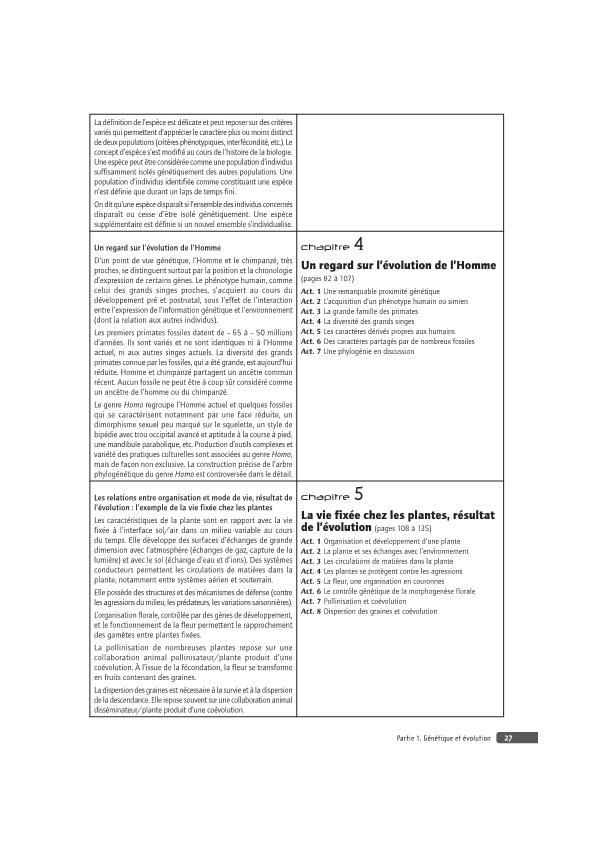 La définition de l'espèce est délicate et peut reposer sur des critères
variés qui permettent d'apprécier le caractère plus ou moins distinct
de deux populations (critères phénotypiques, interfécondité, etc.). Le
concept d'espèce s'est modifié au cours de l'histoire de la biologie.
Une espèce peut être considérée comme une population d'individus
suffisamment isolés génétiquement des autres populations. Une
population d'individus identifiée comme constituant une espèce
n'est définie que durant un laps de temps fini.
On dit qu'une espèce disparaît si l'ensemble des individus concernés
disparaît ou cesse d'être isolé génétiquement. Une espèce
supplémentaire est définie si un nouvel ensemble s'individualise.
Un regard sur l'évolution de l'Homme
D'un point de vue génétique, l'Homme et le chimpanzé, très
proches, se distinguent surtout par la position et la chronologie
d'expression de certains gènes. Le phénotype humain, comme
celui des grands singes proches, s'acquiert au cours du
développement pré et postnatal, sous l'effet de l'interaction
entre l'expression de l'information génétique et l'environnement
(dont la relation aux autres individus).
Les premiers primates fossiles datent de – 65 à – 50 millions
d'années. Ils sont variés et ne sont identiques ni à l'Homme
actuel, ni aux autres singes actuels. La diversité des grands
primates connue par les fossiles, qui a été grande, est aujourd'hui
réduite. Homme et chimpanzé partagent un ancêtre commun
récent. Aucun fossile ne peut être à coup sûr considéré comme
un ancêtre de l'homme ou du chimpanzé.
Le genre Homo regroupe l'Homme actuel et quelques fossiles
qui se caractérisent notamment par une face réduite, un
dimorphisme sexuel peu marqué sur le squelette, un style de
bipédie avec trou occipital avancé et aptitude à la course à pied,
une mandibule parabolique, etc. Production d'outils complexes et
variété des pratiques culturelles sont associées au genre Homo,
mais de façon non exclusive. La construction précise de l'arbre
phylogénétique du genre Homo est controversée dans le détail.
chapitre 4
Un regard sur l'évolution de l'Homme
(pages 82 à 107)
Act. 1 Une remarquable proximité génétique
Act. 2 L'acquisition d'un phénotype humain ou simien
Act. 3 La grande famille des primates
Act. 4 La diversité des grands singes
Act. 5 Les caractères dérivés propres aux humains
Act. 6 Des caractères partagés par de nombreux fossiles
Act. 7 Une phylogénie en discussion
Les relations entre organisation et mode de vie, résultat de
l'évolution : l'exemple de la vie fixée chez les plantes
Les caractéristiques de la plante sont en rapport avec la vie
fixée à l'interface sol/air dans un milieu variable au cours
du temps. Elle développe des surfaces d'échanges de grande
dimension avec l'atmosphère (échanges de gaz, capture de la
lumière) et avec le sol (échange d'eau et d'ions). Des systèmes
conducteurs permettent les circulations de matières dans la
plante, notamment entre systèmes aérien et souterrain.
Elle possède des structures et des mécanismes de défense (contre
les agressions du milieu, les prédateurs, les variations saisonnières).
L'organisation florale, contrôlée par des gènes de développement,
et le fonctionnement de la fleur permettent le rapprochement
des gamètes entre plantes fixées.
La pollinisation de nombreuses plantes repose sur une
collaboration animal pollinisateur/plante produit d'une
coévolution. À l'issue de la fécondation, la fleur se transforme
en fruits contenant des graines.
La dispersion des graines est nécessaire à la survie et à la dispersion
de la descendance. Elle repose souvent sur une collaboration animal
disséminateur/plante produit d'une coévolution.
chapitre 5
La vie fixée chez les plantes, résultat
de l'évolution (pages 108 à 135)
Act. 1 Organisation et développement d'une plante
Act. 2 La plante et ses échanges avec l'environnement
Act. 3 Les circulations de matières dans la plante
Act. 4 Les plantes se protègent contre les agressions
Act. 5 La fleur, une organisation en couronnes
Act. 6 Le contrôle génétique de la morphogenèse florale
Act. 7 Pollinisation et coévolution
Act. 8 Dispersion des graines et coévolution
Partie 1. Génétique et évolution 27